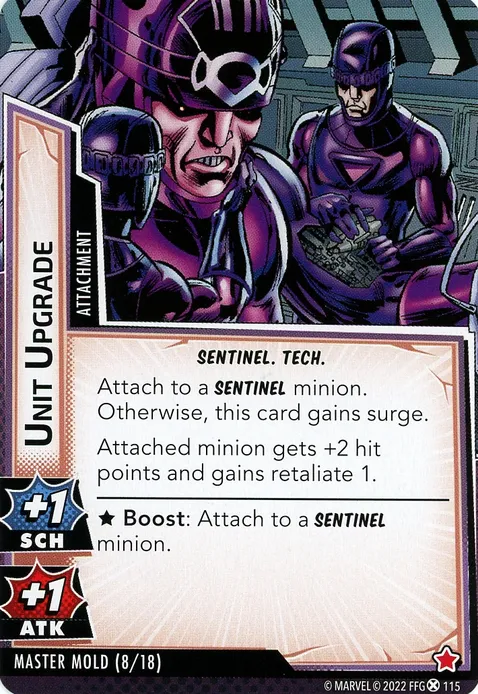 ATTACHMENT
UNIT UPGRADE
SENTINEL. TECH.
Attach to a SENTINEL minion.
Otherwise, this card gains surge.
Attached minion gets +2 hit
points and gains retaliate 1.
★ Boost: Attach to a SENTINEL
minion.
+1
SCH
+1
ATK
MASTER MOLD (8/18)
© MARVEL © 2022 FFG 115